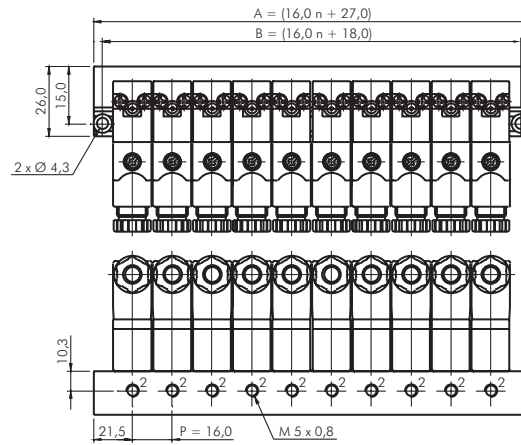 A = (16,0 n + 27,0)
B = (16,0 n + 18,0)
26,0
15,0
2 x Ø 4,3
10,3
2 2 2 2 2 2 2 2 2 2
21,5
P = 16,0
M 5 x 0,8